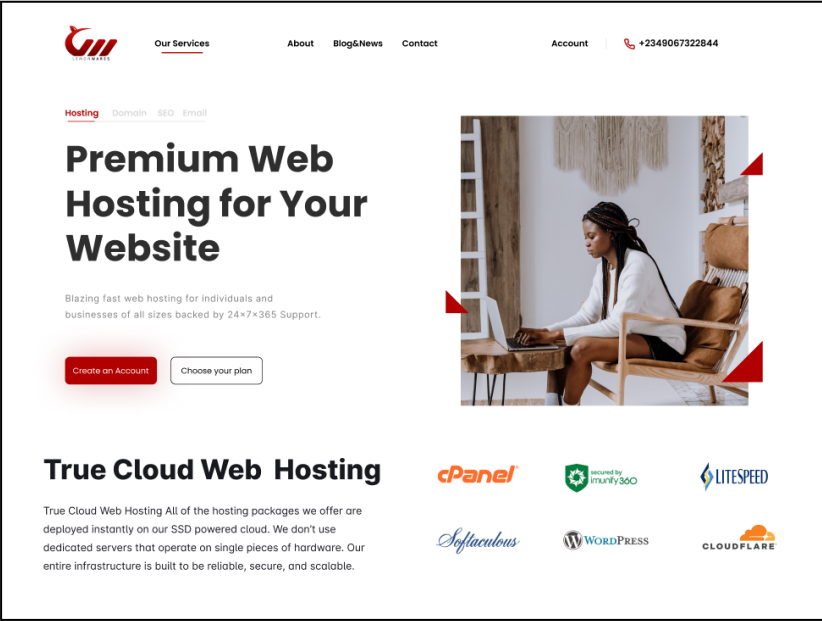 LEMONWARES
Our Services
About
Blog&News
Contact
Account
+2349067322844
Hosting
Domain
SEO
Email
Premium Web
Hosting for Your
Website
Blazing fast web hosting for individuals and
businesses of all sizes backed by 24×7×365 Support.
Create an Account
Choose your plan
True Cloud Web Hosting
True Cloud Web Hosting All of the hosting packages we offer are
deployed instantly on our SSD powered cloud. We don't use
dedicated servers that operate on single pieces of hardware. Our
entire infrastructure is built to be reliable, secure, and scalable.
cPanel
secured by
imunify360
LITESPEED
Softaculous
WORDPRESS
CLOUDFLARE